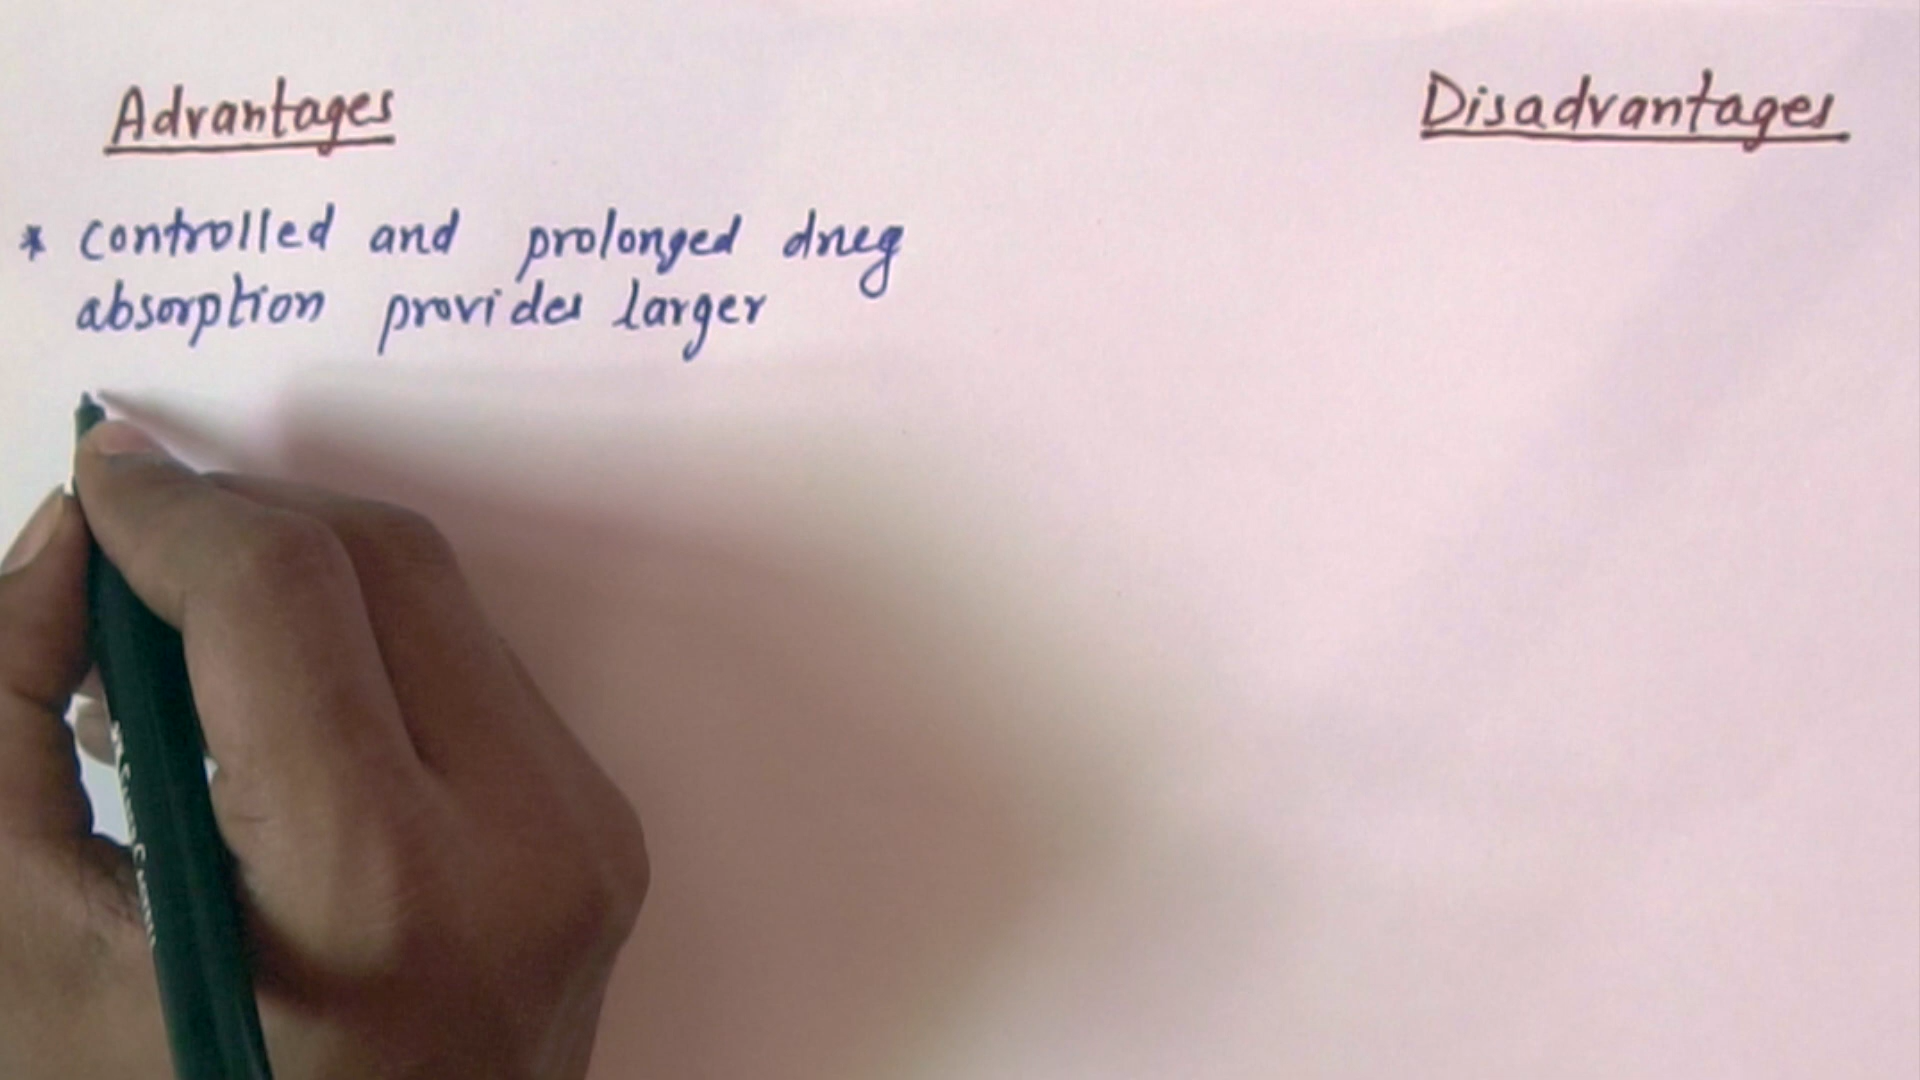 Advantages
Disadvantages
* controlled and prolonged drug
absorption provides larger